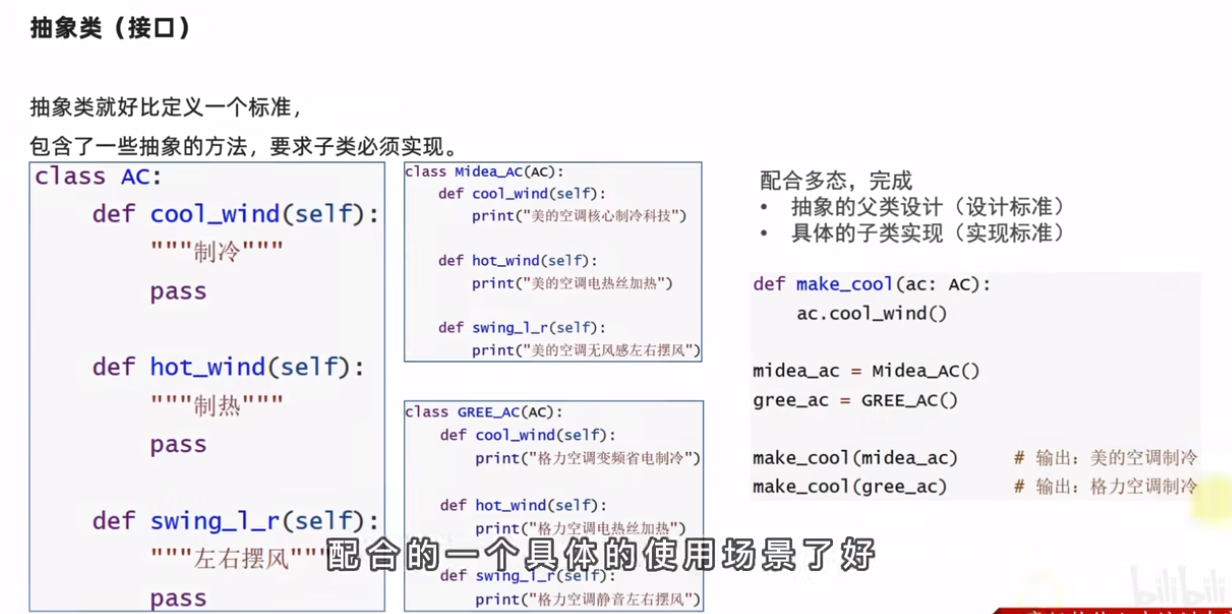 抽象类（接口）
抽象类就好比定义一个标准，
包含了一些抽象的方法，要求子类必须实现。
class AC:
    def cool_wind(self):
        """制冷"""
        pass
    def hot_wind(self):
        """制热"""
        pass
    def swing_l_r(self):
        """左右摆风"""
        pass
class Midea_AC(AC):
    def cool_wind(self):
        print("美的空调核心制冷科技")
    def hot_wind(self):
        print("美的空调电热丝加热")
    def swing_l_r(self):
        print("美的空调无风感左右摆风")
class GREE_AC(AC):
    def cool_wind(self):
        print("格力空调变频省电制冷")
    def hot_wind(self):
        print("格力空调电热丝加热")
    def swing_l_r(self):
        print("格力空调静音左右摆风")
配合多态，完成
• 抽象的父类设计（设计标准）
• 具体的子类实现（实现标准）
def make_cool(ac: AC):
    ac.cool_wind()
midea_ac = Midea_AC()
gree_ac = GREE_AC()
make_cool(midea_ac) # 输出：美的空调制冷
make_cool(gree_ac) # 输出：格力空调制冷
配合的一个具体的使用场景了好
bilibili